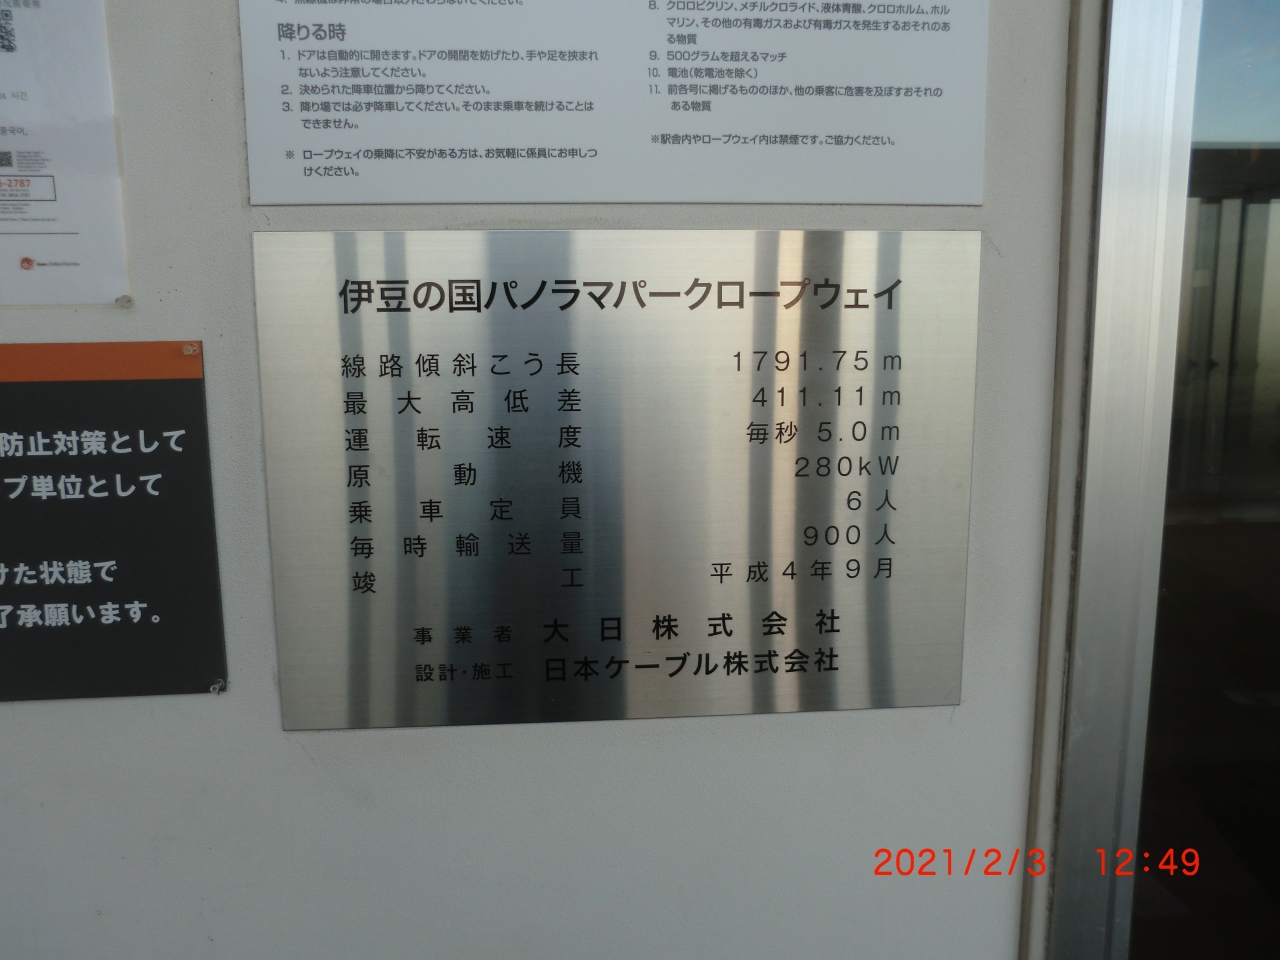 降りる時
1. ドアは自動的に開きます。ドアの開閉を妨げたり、手や足を挟まれ
ないよう注意してください。
2. 決められた降車位置から降りてください。
3. 降り場では必ず降車してください。そのまま乗車を続けることは
できません。
※ ロープウェイの乗降に不安がある方は、お気軽に係員にお申しつ
けください。
8. クロロピクリン、メチルクロライド、液体青酸、クロロホルム、ホル
マリン、その他の有毒ガスおよび有毒ガスを発生するおそれのあ
る物質
9. 500グラムを超えるマッチ
10. 電池(乾電池を除く)
11. 前各号に掲げるもののほか、他の乗客に危害を及ぼすおそれの
ある物質
※駅舎内やロープウェイ内は禁煙です。ご協力ください。
伊豆の国パノラマパークロープウェイ
線路傾斜こう長 1791.75 m
最大高低差 411.11 m
運転速度 毎秒 5.0 m
原動機 280kW
乗車定員 6 人
毎時輸送量 900 人
竣工 平成4年9月
事業者 大日株式会社
設計・施工 日本ケーブル株式会社
防止対策として
プ単位として
けた状態で
了承願います。
-2787
2021/2/3 12:49